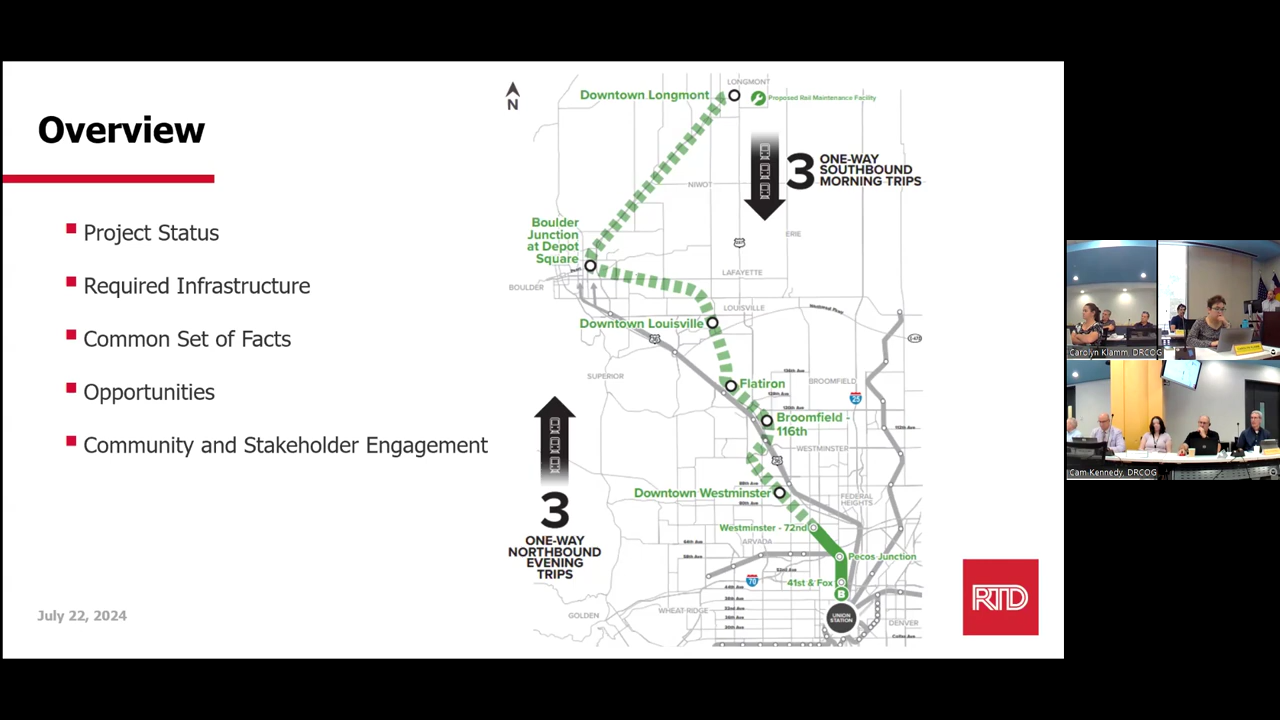 Overview
Project Status
Required Infrastructure
Common Set of Facts
Opportunities
Community and Stakeholder Engagement
July 22, 2024
N
LONGMONT
Downtown Longmont
Proposed Rail Maintenance Facility
3 ONE-WAY
SOUTHBOUND
MORNING TRIPS
NIWOT
Boulder
Junction
at Depot
Square
ERIE
LAFAYETTE
BOULDER
LOUISVILLE
Downtown Louisville
SUPERIOR
Flatiron
BROOMFIELD
25
Broomfield -
116th
WESTMINSTER
Downtown Westminster
FEDERAL
HEIGHTS
3
ONE-WAY
NORTHBOUND
EVENING
TRIPS
Westminster - 72nd
ARVADA
Pecos Junction
70
41st & Fox
B
UNION
STATION
GOLDEN
WHEAT RIDGE
DENVER
RTD
Carolyn Klamm, DRCOG
Cam Kennedy, DRCOG